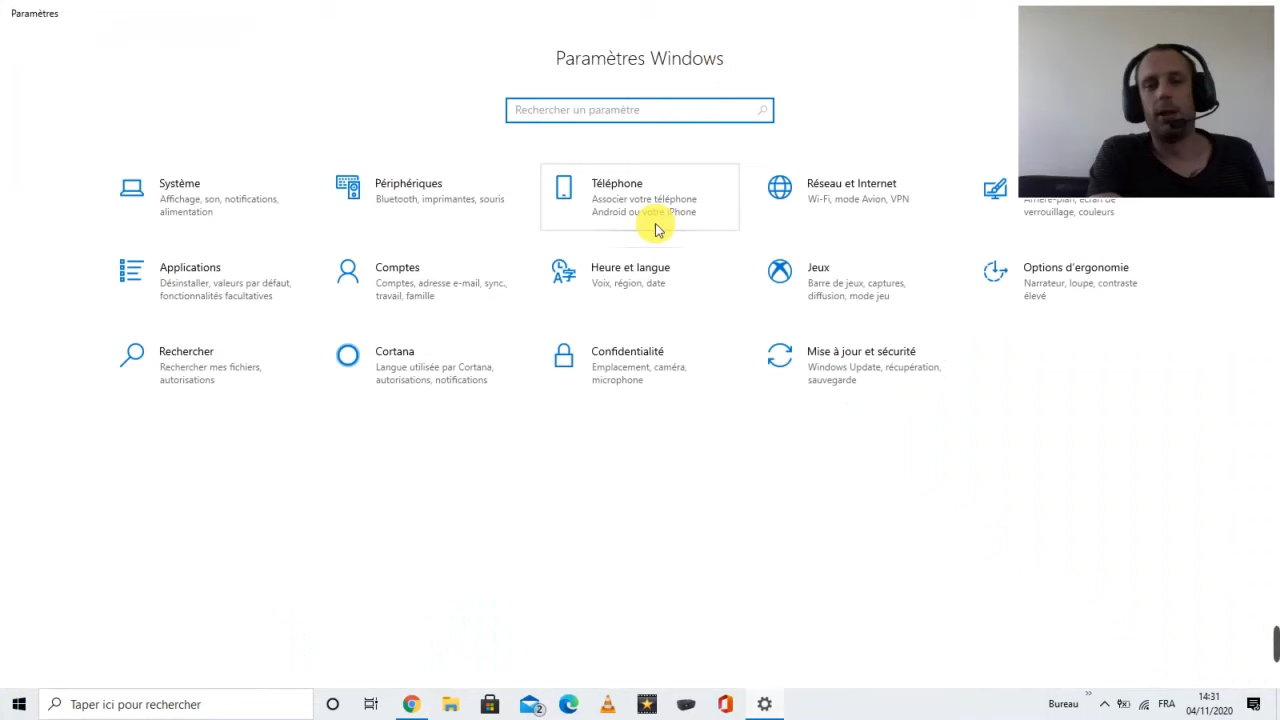 Paramètres
Paramètres Windows
Rechercher un paramètre
Système
Affichage, son, notifications,
alimentation
Périphériques
Bluetooth, imprimantes, souris
Téléphone
Associer votre téléphone
Android ou votre iPhone
Réseau et Internet
Wi-Fi, mode Avion, VPN
Arrière-plan, écran de
verrouillage, couleurs
Applications
Désinstaller, valeurs par défaut,
fonctionnalités facultatives
Comptes
Comptes, adresse e-mail, sync.,
travail, famille
Heure et langue
Voix, région, date
Jeux
Barre de jeux, captures,
diffusion, mode jeu
Options d'ergonomie
Narrateur, loupe, contraste
élevé
Rechercher
Rechercher mes fichiers,
autorisations
Cortana
Langue utilisée par Cortana,
autorisations, notifications
Confidentialité
Emplacement, caméra,
microphone
Mise à jour et sécurité
Windows Update, récupération,
sauvegarde
Taper ici pour rechercher
2
Bureau
»
FRA
14:31
04/11/2020